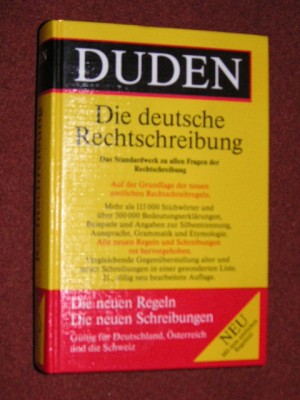 DUDEN
Die deutsche
Rechtschreibung
Das Standardwerk zu allen Fragen der
Rechtschreibung
Auf der Grundlage der neuen
amtlichen Rechtschreibregeln.
Mehr als 115 000 Stichwörter und
über 500 000 Bedeutungserklärungen,
Beispiele und Angaben zur Silbentrennung,
Aussprache, Grammatik und Etymologie.
Alle neuen Regeln und Schreibungen
rot hervorgehoben.
Vergleichende Gegenüberstellung alter und
neuer Schreibungen in einer gesonderten Liste.
21., völlig neu bearbeitete Auflage.
Die neuen Regeln
Die neuen Schreibungen
Gültig für Deutschland, Österreich
und die Schweiz
NEU